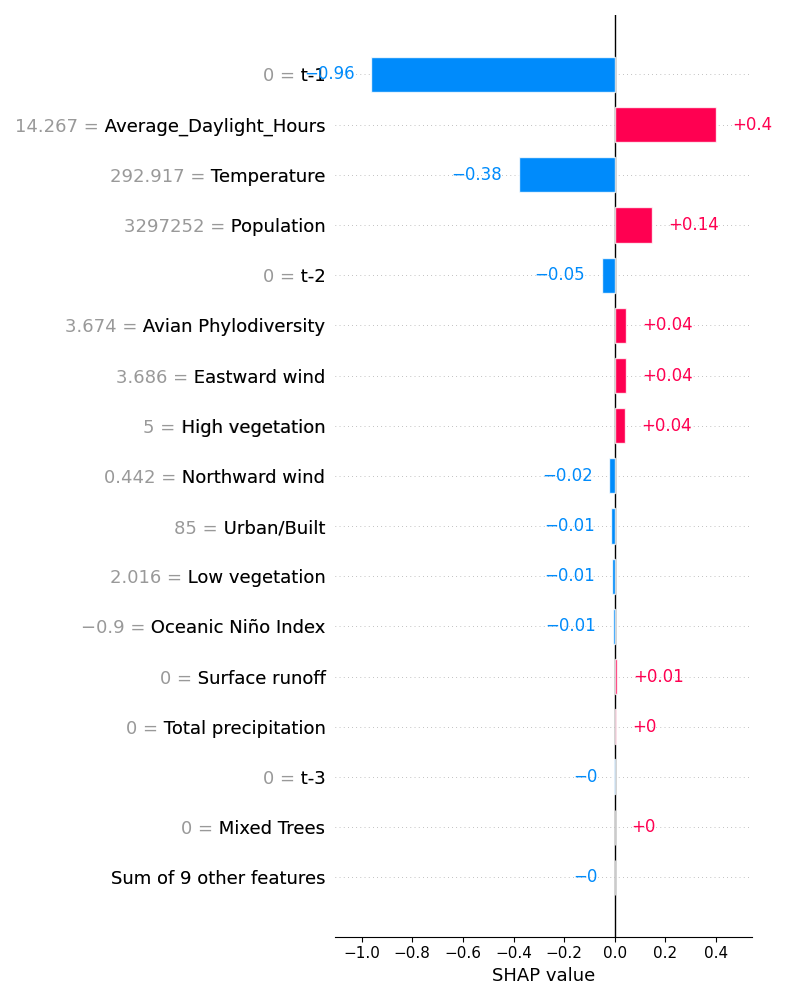 0 = t-1 −0.96
14.267 = Average_Daylight_Hours +0.4
292.917 = Temperature −0.38
3297252 = Population +0.14
0 = t-2 −0.05
3.674 = Avian Phylodiversity +0.04
3.686 = Eastward wind +0.04
5 = High vegetation +0.04
0.442 = Northward wind −0.02
85 = Urban/Built −0.01
2.016 = Low vegetation −0.01
−0.9 = Oceanic Niño Index −0.01
0 = Surface runoff +0.01
0 = Total precipitation +0
0 = t-3 −0
0 = Mixed Trees +0
Sum of 9 other features −0
−1.0 −0.8 −0.6 −0.4 −0.2 0.0 0.2 0.4
SHAP value